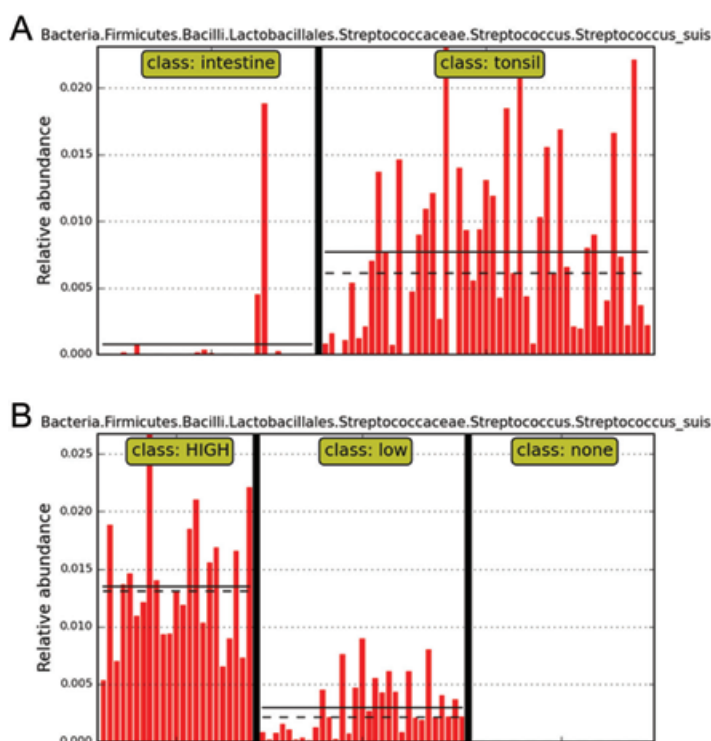 A
Bacteria.Firmicutes.Bacilli.Lactobacillales.Streptococcaceae.Streptococcus.Streptococcus_suis
class: intestine
class: tonsil
Relative abundance
0.020
0.015
0.010
0.005
0.000
B
Bacteria.Firmicutes.Bacilli.Lactobacillales.Streptococcaceae.Streptococcus.Streptococcus_suis
class: HIGH
class: low
class: none
Relative abundance
0.025
0.020
0.015
0.010
0.005
0.000